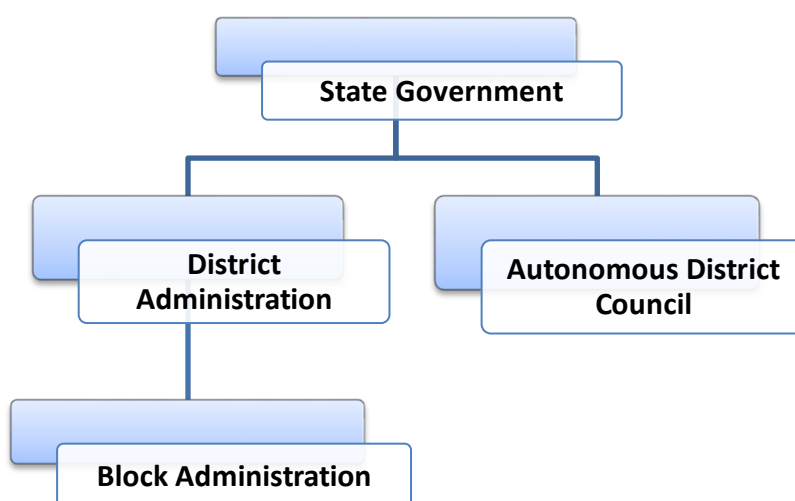 State Government
District
Administration
Autonomous District
Council
Block Administration